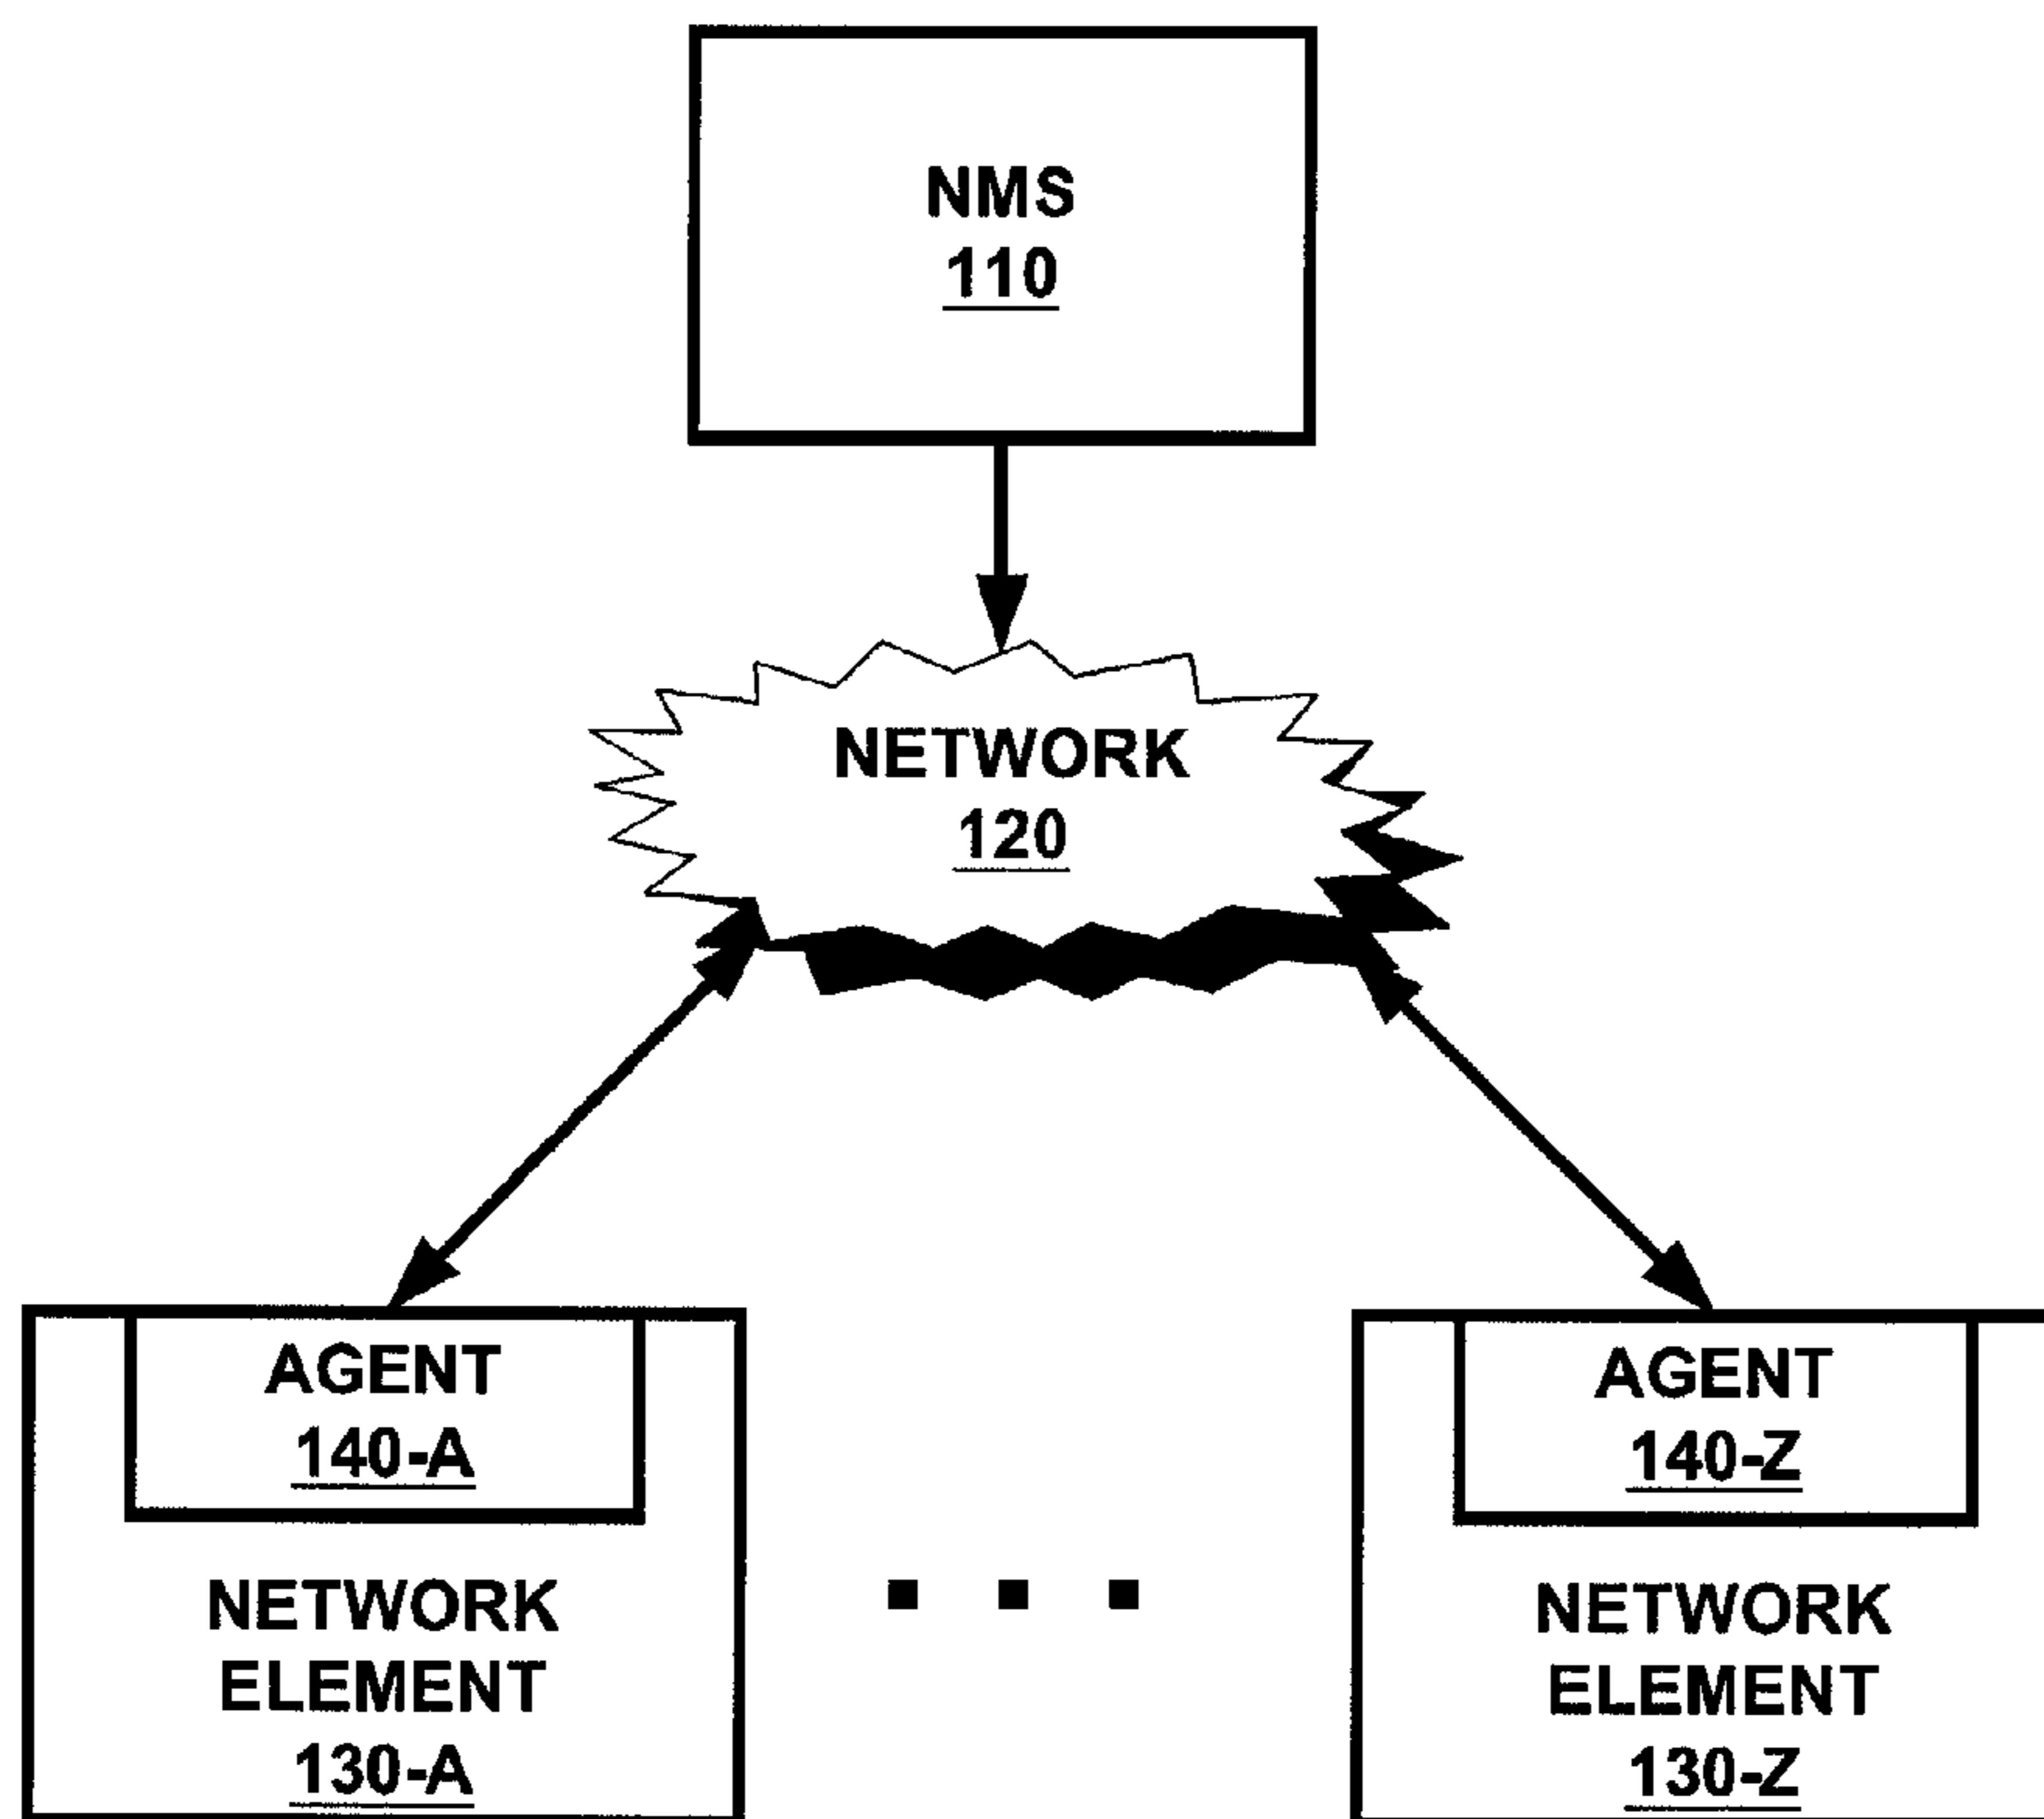 NMS
110
NETWORK
120
AGENT
140-A
NETWORK
ELEMENT
130-A
AGENT
140-Z
NETWORK
ELEMENT
130-Z